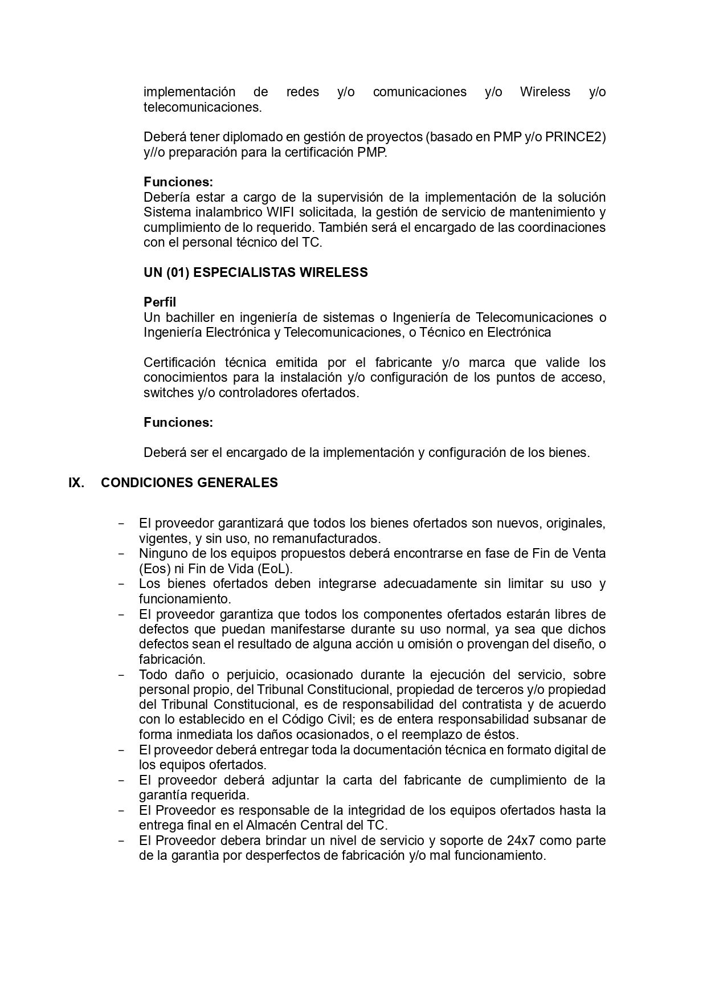 implementación de redes y/o comunicaciones y/o Wireless y/o
telecomunicaciones.
Deberá tener diplomado en gestión de proyectos (basado en PMP y/o PRINCE2)
y//o preparación para la certificación PMP.
Funciones:
Debería estar a cargo de la supervisión de la implementación de la solución
Sistema inalambrico WIFI solicitada, la gestión de servicio de mantenimiento y
cumplimiento de lo requerido. También será el encargado de las coordinaciones
con el personal técnico del TC.
UN (01) ESPECIALISTAS WIRELESS
Perfil
Un bachiller en ingeniería de sistemas o Ingeniería de Telecomunicaciones o
Ingeniería Electrónica y Telecomunicaciones, o Técnico en Electrónica
Certificación técnica emitida por el fabricante y/o marca que valide los
conocimientos para la instalación y/o configuración de los puntos de acceso,
switches y/o controladores ofertados.
Funciones:
Deberá ser el encargado de la implementación y configuración de los bienes.
IX. CONDICIONES GENERALES
- El proveedor garantizará que todos los bienes ofertados son nuevos, originales,
vigentes, y sin uso, no remanufacturados.
- Ninguno de los equipos propuestos deberá encontrarse en fase de Fin de Venta
(Eos) ni Fin de Vida (EoL).
- Los bienes ofertados deben integrarse adecuadamente sin limitar su uso y
funcionamiento.
- El proveedor garantiza que todos los componentes ofertados estarán libres de
defectos que puedan manifestarse durante su uso normal, ya sea que dichos
defectos sean el resultado de alguna acción u omisión o provengan del diseño, o
fabricación.
- Todo daño o perjuicio, ocasionado durante la ejecución del servicio, sobre
personal propio, del Tribunal Constitucional, propiedad de terceros y/o propiedad
del Tribunal Constitucional, es de responsabilidad del contratista y de acuerdo
con lo establecido en el Código Civil; es de entera responsabilidad subsanar de
forma inmediata los daños ocasionados, o el reemplazo de éstos.
- El proveedor deberá entregar toda la documentación técnica en formato digital de
los equipos ofertados.
- El proveedor deberá adjuntar la carta del fabricante de cumplimiento de la
garantía requerida.
- El Proveedor es responsable de la integridad de los equipos ofertados hasta la
entrega final en el Almacén Central del TC.
- El Proveedor debera brindar un nivel de servicio y soporte de 24x7 como parte
de la garantìa por desperfectos de fabricación y/o mal funcionamiento.